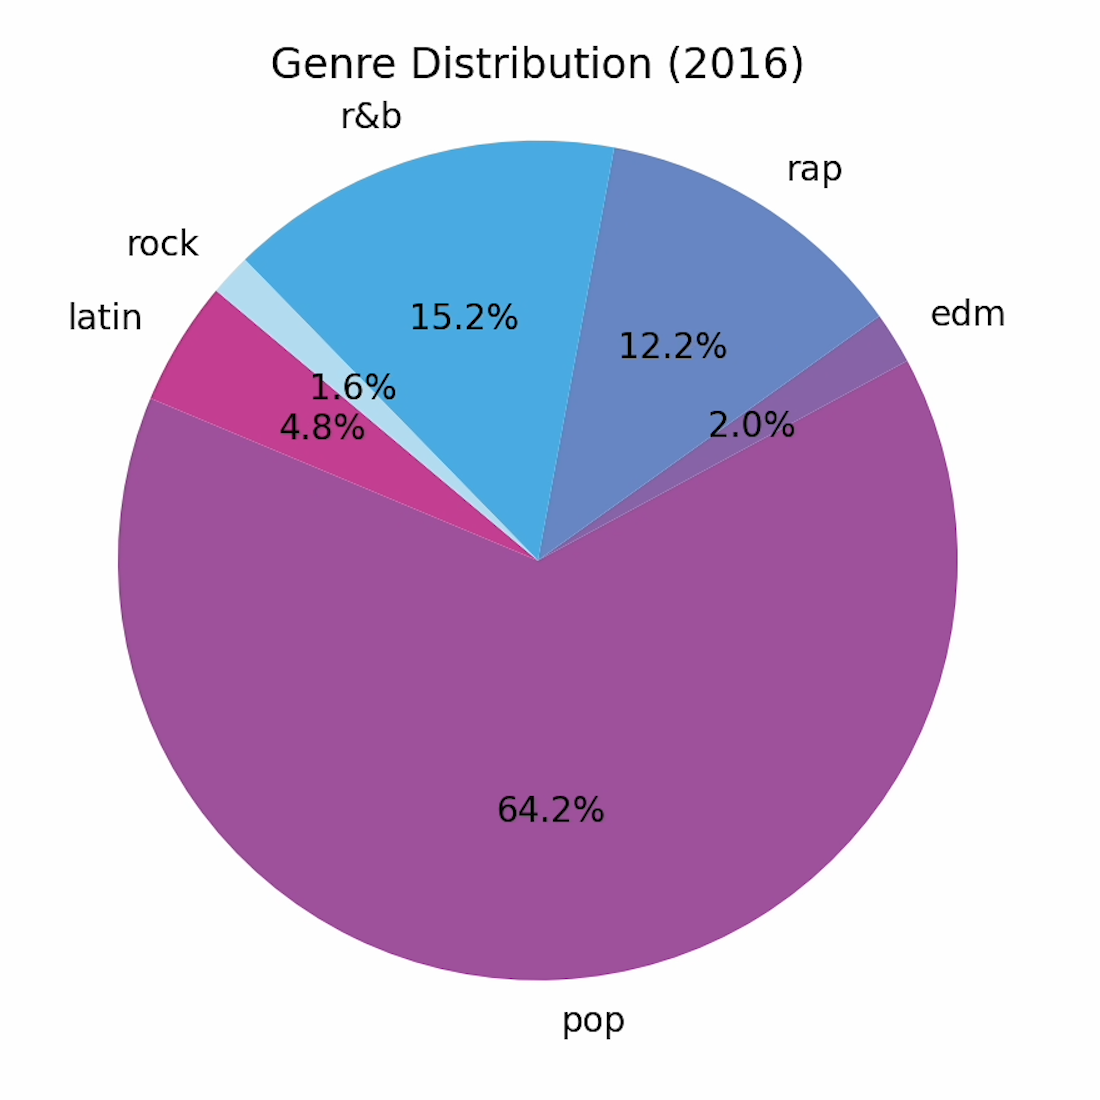 Genre Distribution (2016)
r&b
rap
rock
edm
latin
15.2%
12.2%
1.6%
2.0%
4.8%
64.2%
pop